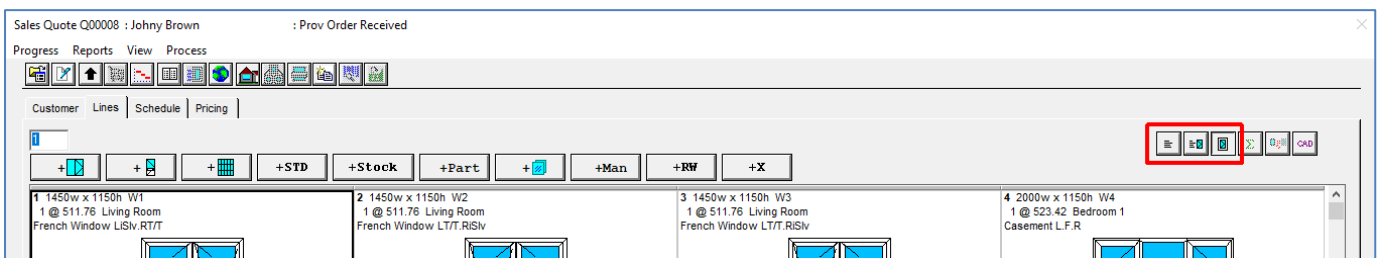 Sales Quote Q00008 : Johny Brown : Prov Order Received
Progress Reports View Process
Customer Lines Schedule Pricing
1
Σ CAD
+ + + +STD +Stock +Part + +Man +RW +X
1 1450w x 1150h W1
1 @ 511.76 Living Room
French Window LiSlv.RT/T
2 1450w x 1150h W2
1 @ 511.76 Living Room
French Window LT/T.RiSlv
3 1450w x 1150h W3
1 @ 511.76 Living Room
French Window LT/T.RiSlv
4 2000w x 1150h W4
1 @ 523.42 Bedroom 1
Casement L.F.R